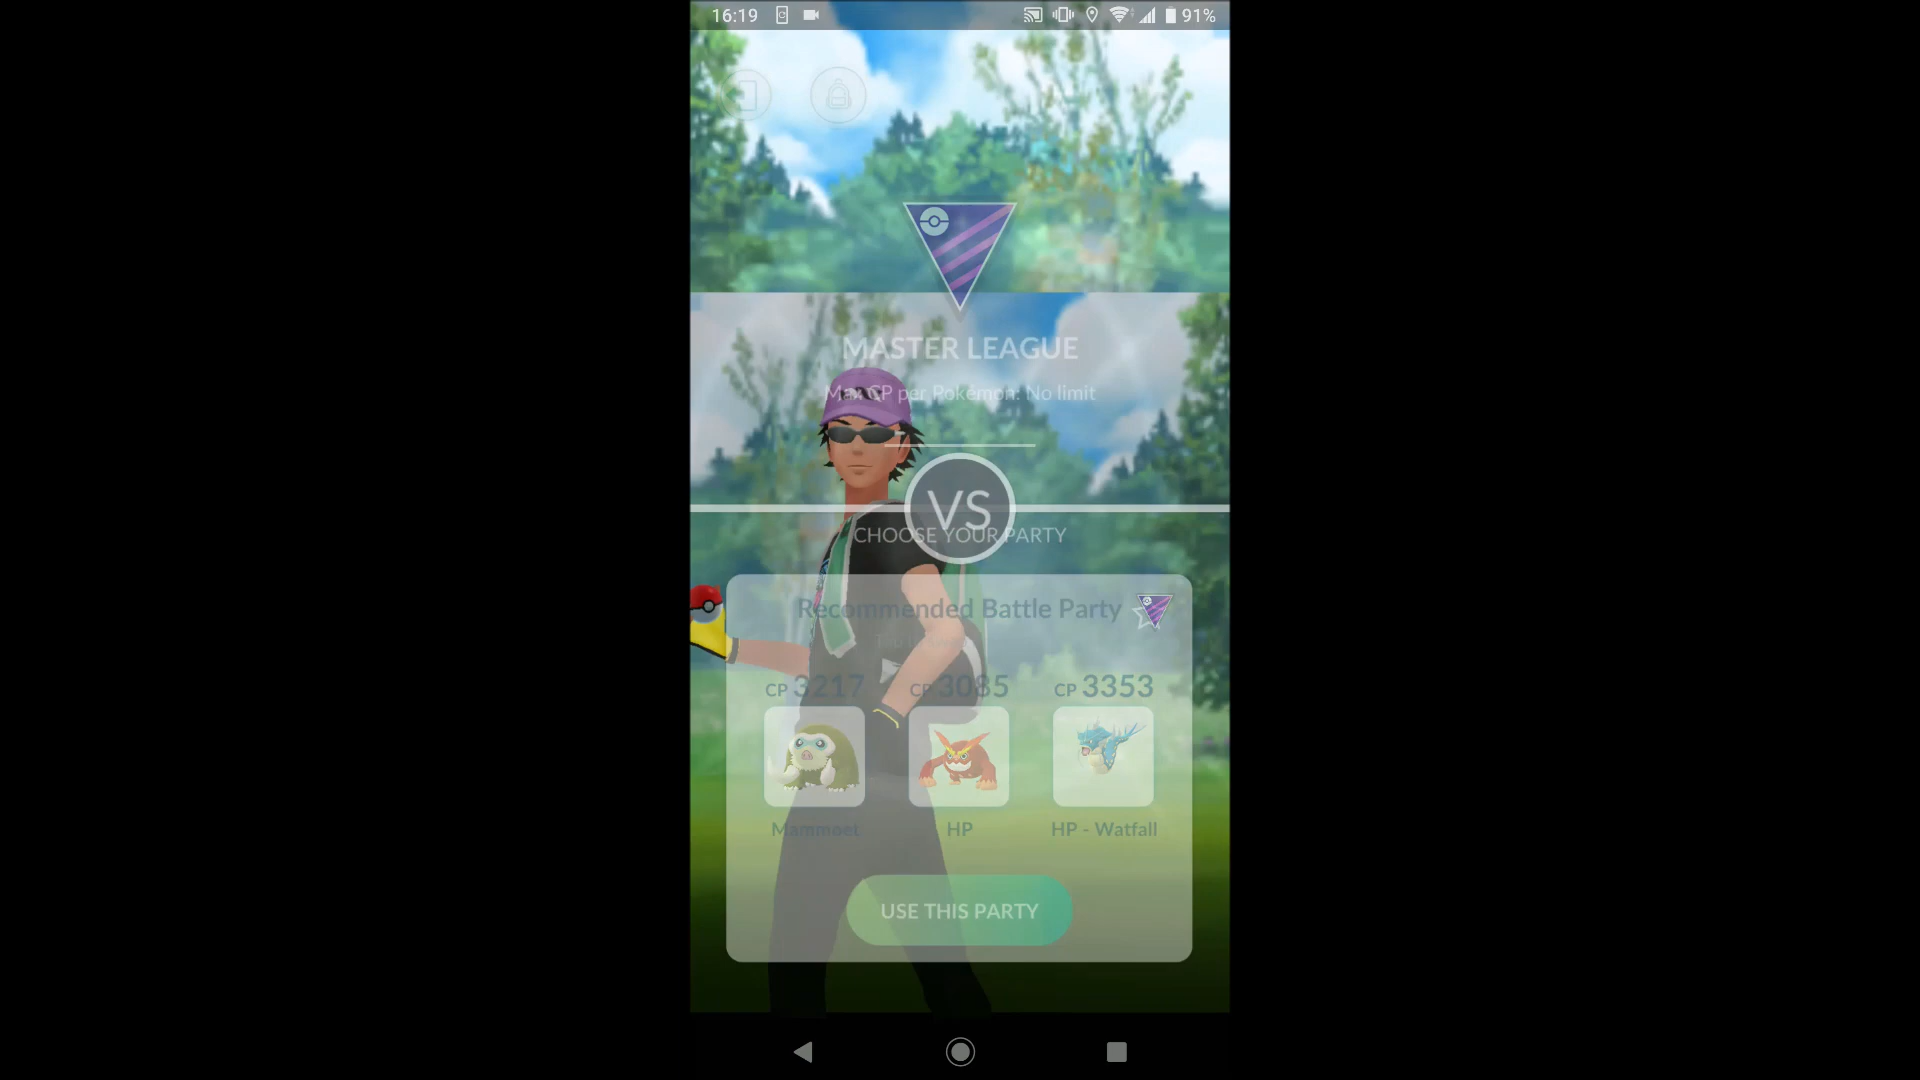 16:19
91%
MASTER LEAGUE
Max CP per Pokémon: No limit
VS
CHOOSE YOUR PARTY
Recommended Battle Party
CP 3217 CP 3085 CP 3353
Mammoet HP HP - Watfall
USE THIS PARTY